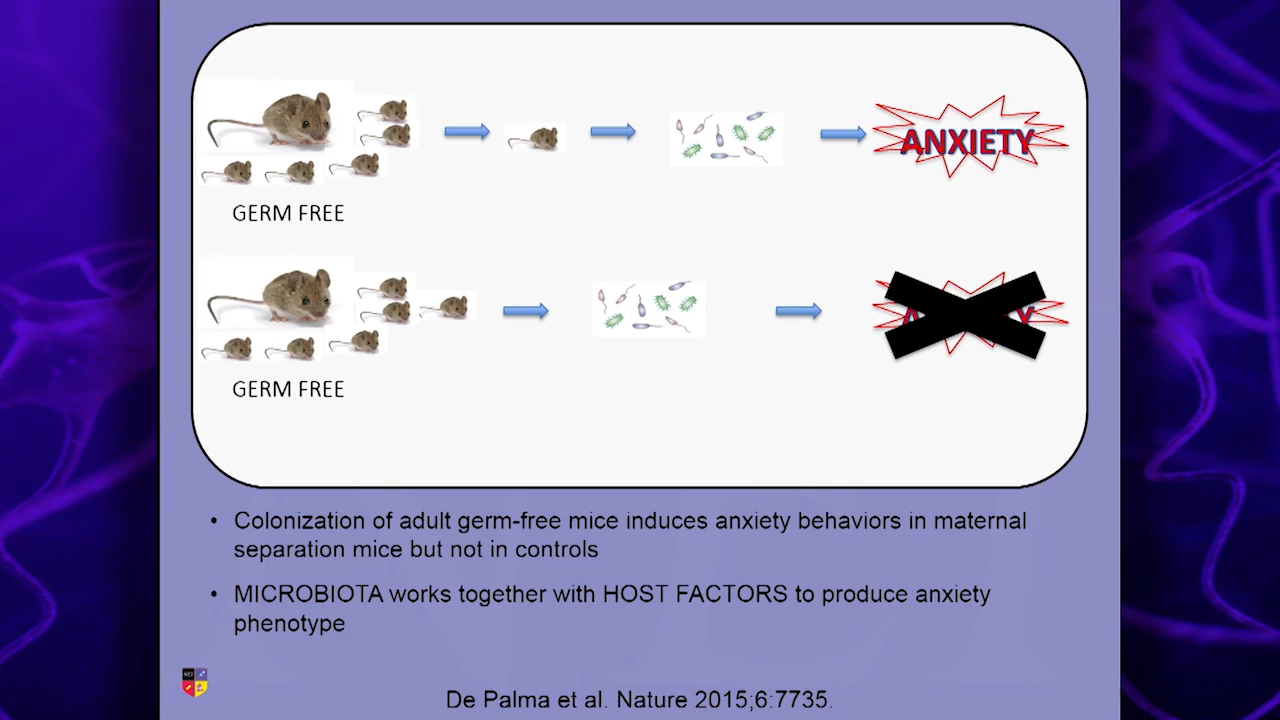 ANXIETY
GERM FREE
GERM FREE
• Colonization of adult germ-free mice induces anxiety behaviors in maternal
separation mice but not in controls
• MICROBIOTA works together with HOST FACTORS to produce anxiety
phenotype
NEI
De Palma et al. Nature 2015;6:7735.